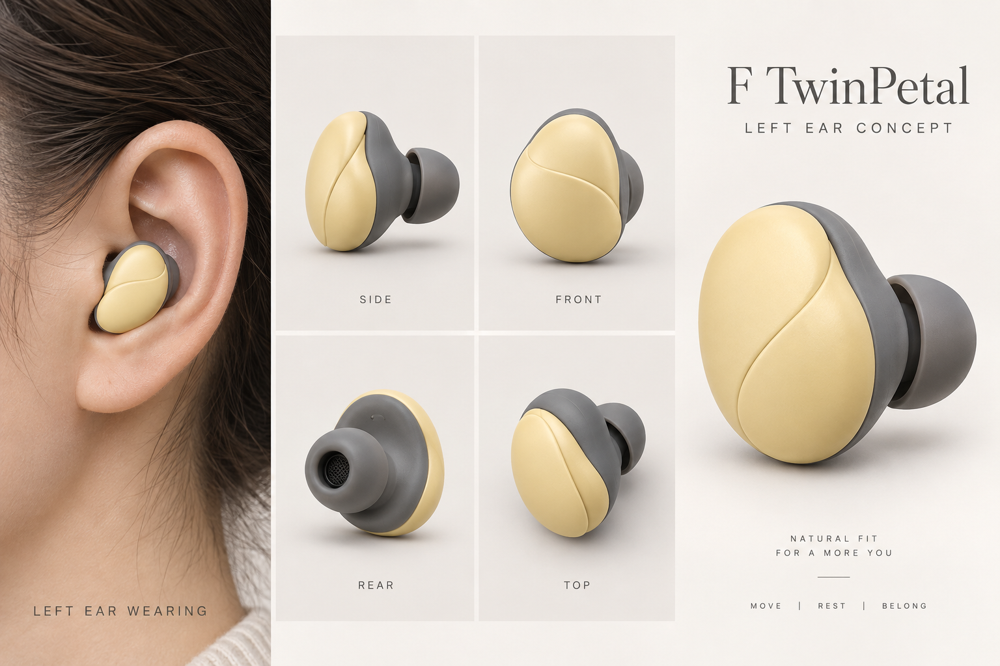 F TwinPetal
LEFT EAR CONCEPT
SIDE
FRONT
REAR
TOP
LEFT EAR WEARING
NATURAL FIT
FOR A MORE YOU
MOVE | REST | BELONG